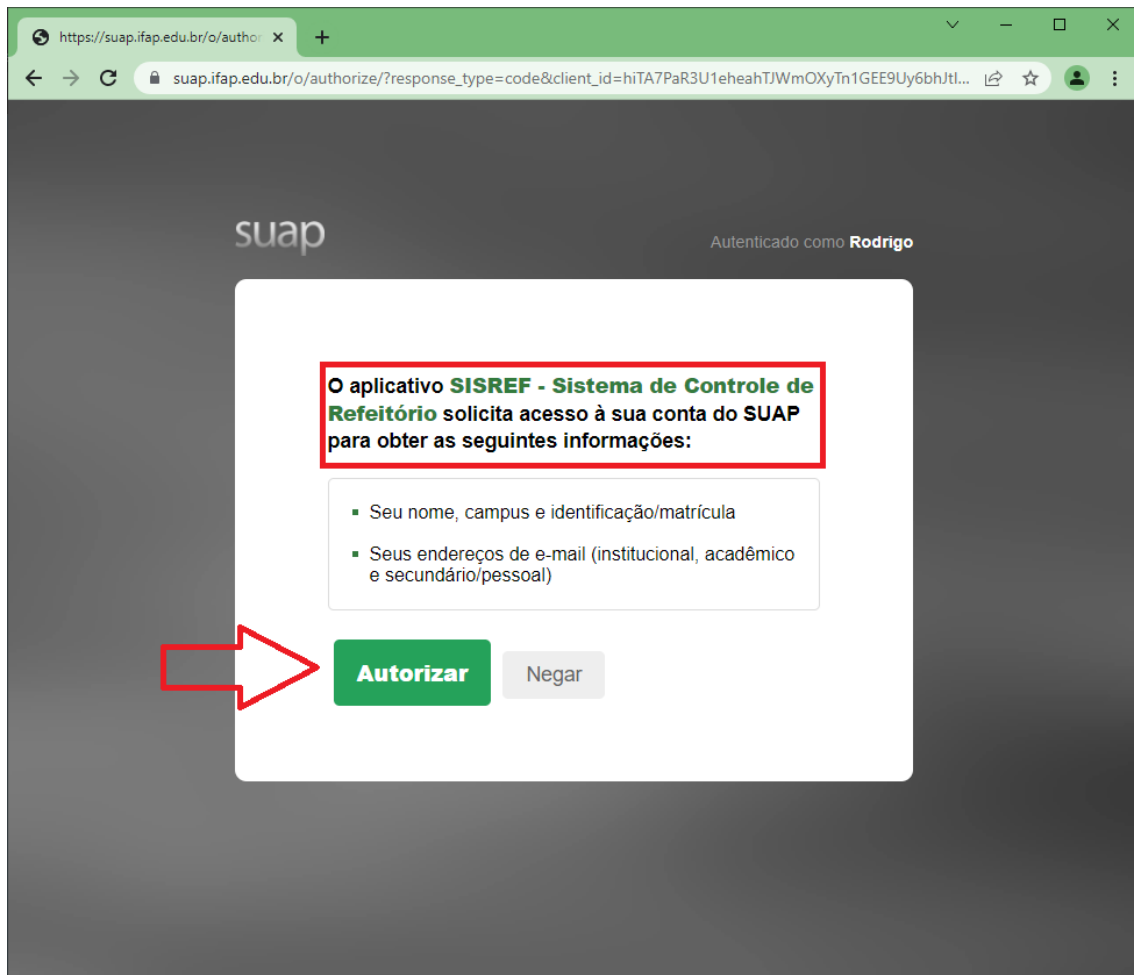 https://suap.ifap.edu.br/o/author
suap.ifap.edu.br/o/authorize/?response_type=code&client_id=hiTA7PaR3U1eheahTJWmOXyTn1GEE9Uy6bhJtI...
suap
Autenticado como Rodrigo
O aplicativo SISREF - Sistema de Controle de
Refeitório solicita acesso à sua conta do SUAP
para obter as seguintes informações:
Seu nome, campus e identificação/matrícula
Seus endereços de e-mail (institucional, acadêmico
e secundário/pessoal)
Autorizar Negar